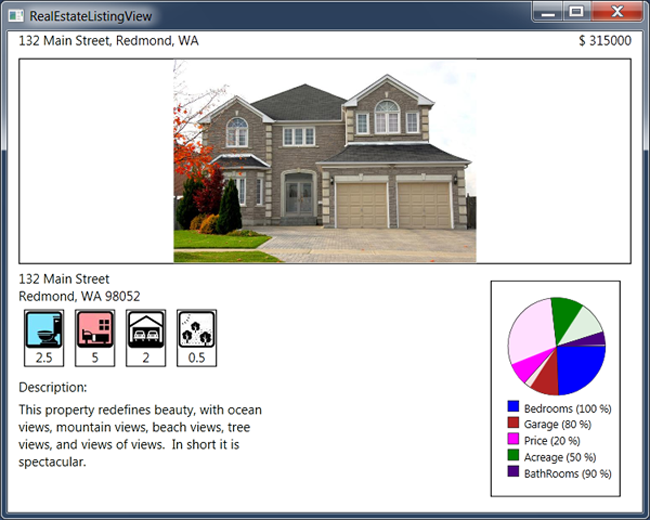 RealEstateListingView
132 Main Street, Redmond, WA
$ 315000
132 Main Street
Redmond, WA 98052
2.5
5
2
0.5
Description:
This property redefines beauty, with ocean
views, mountain views, beach views, tree
views, and views of views.  In short it is
spectacular.
Bedrooms (100 %)
Garage (80 %)
Price (20 %)
Acreage (50 %)
BathRooms (90 %)